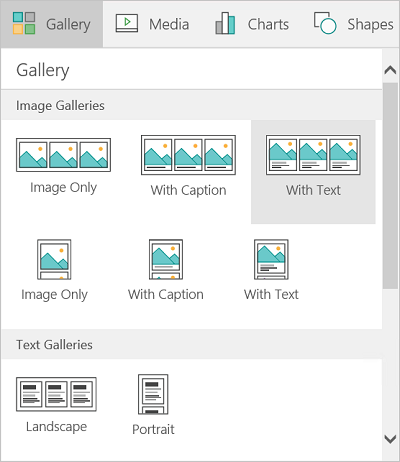 Gallery Media Charts Shapes
Gallery
Image Galleries
Image Only With Caption With Text
Image Only With Caption With Text
Text Galleries
Landscape Portrait